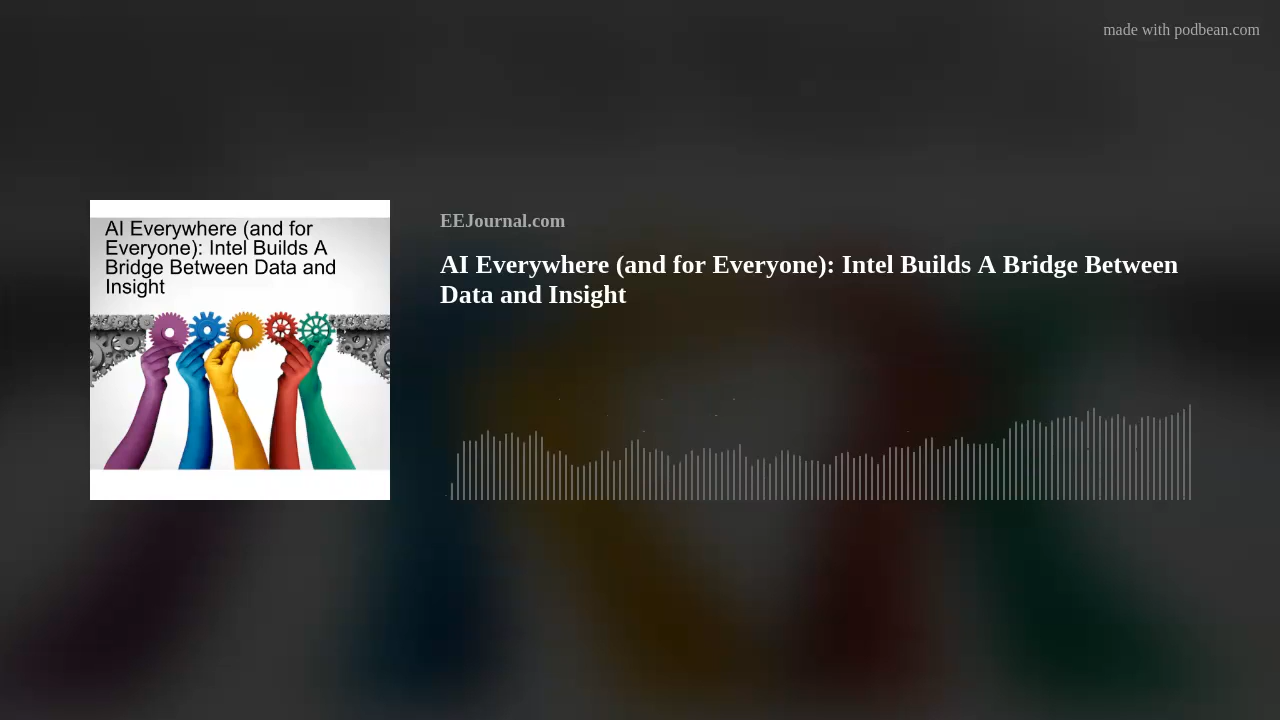 made with podbean.com
AI Everywhere (and for
Everyone): Intel Builds A
Bridge Between Data and
Insight
EEJournal.com
AI Everywhere (and for Everyone): Intel Builds A Bridge Between
Data and Insight